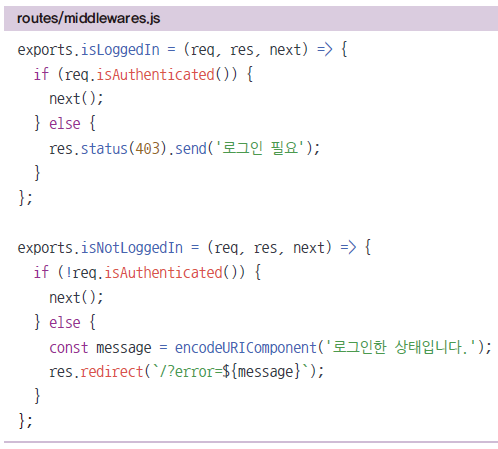 routes/middlewares.js
exports.isLoggedIn = (req, res, next) => {
  if (req.isAuthenticated()) {
    next();
  } else {
    res.status(403).send('로그인 필요');
  }
};

exports.isNotLoggedIn = (req, res, next) => {
  if (!req.isAuthenticated()) {
    next();
  } else {
    const message = encodeURIComponent('로그인한 상태입니다.');
    res.redirect(`/?error=${message}`);
  }
};